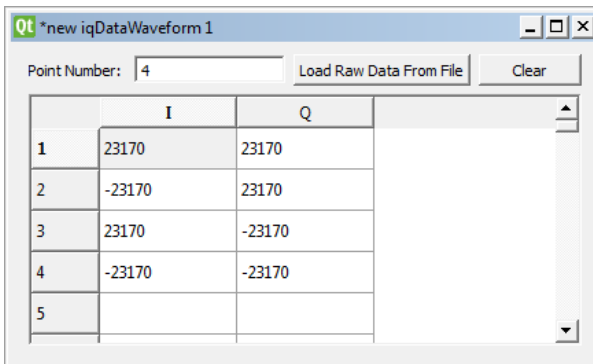 Qt *new iqDataWaveform 1
Point Number: 4 Load Raw Data From File Clear
I Q
1 23170 23170
2 -23170 23170
3 23170 -23170
4 -23170 -23170
5